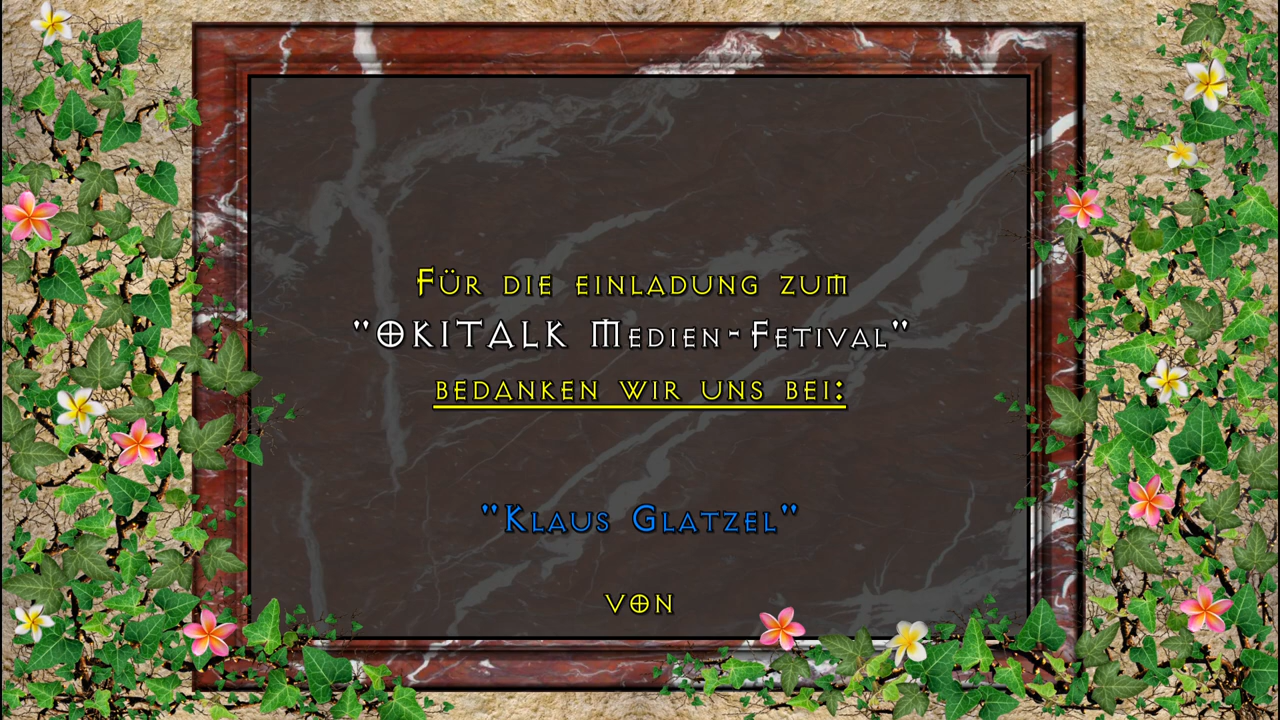 Für die einladung zum
"OKITALK Medien-Fetival"
bedanken wir uns bei:
"Klaus Glatzel"
von